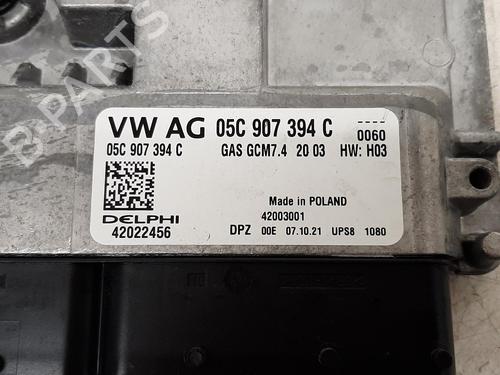 VW AG 05C 907 394 C ----
0060
05C 907 394 C GAS GCM7.4 20 03 HW: H03
Made in POLAND
DELPHI 42003001
42022456 DPZ 00E 07.10.21 UPS8 1080
B-PARTS